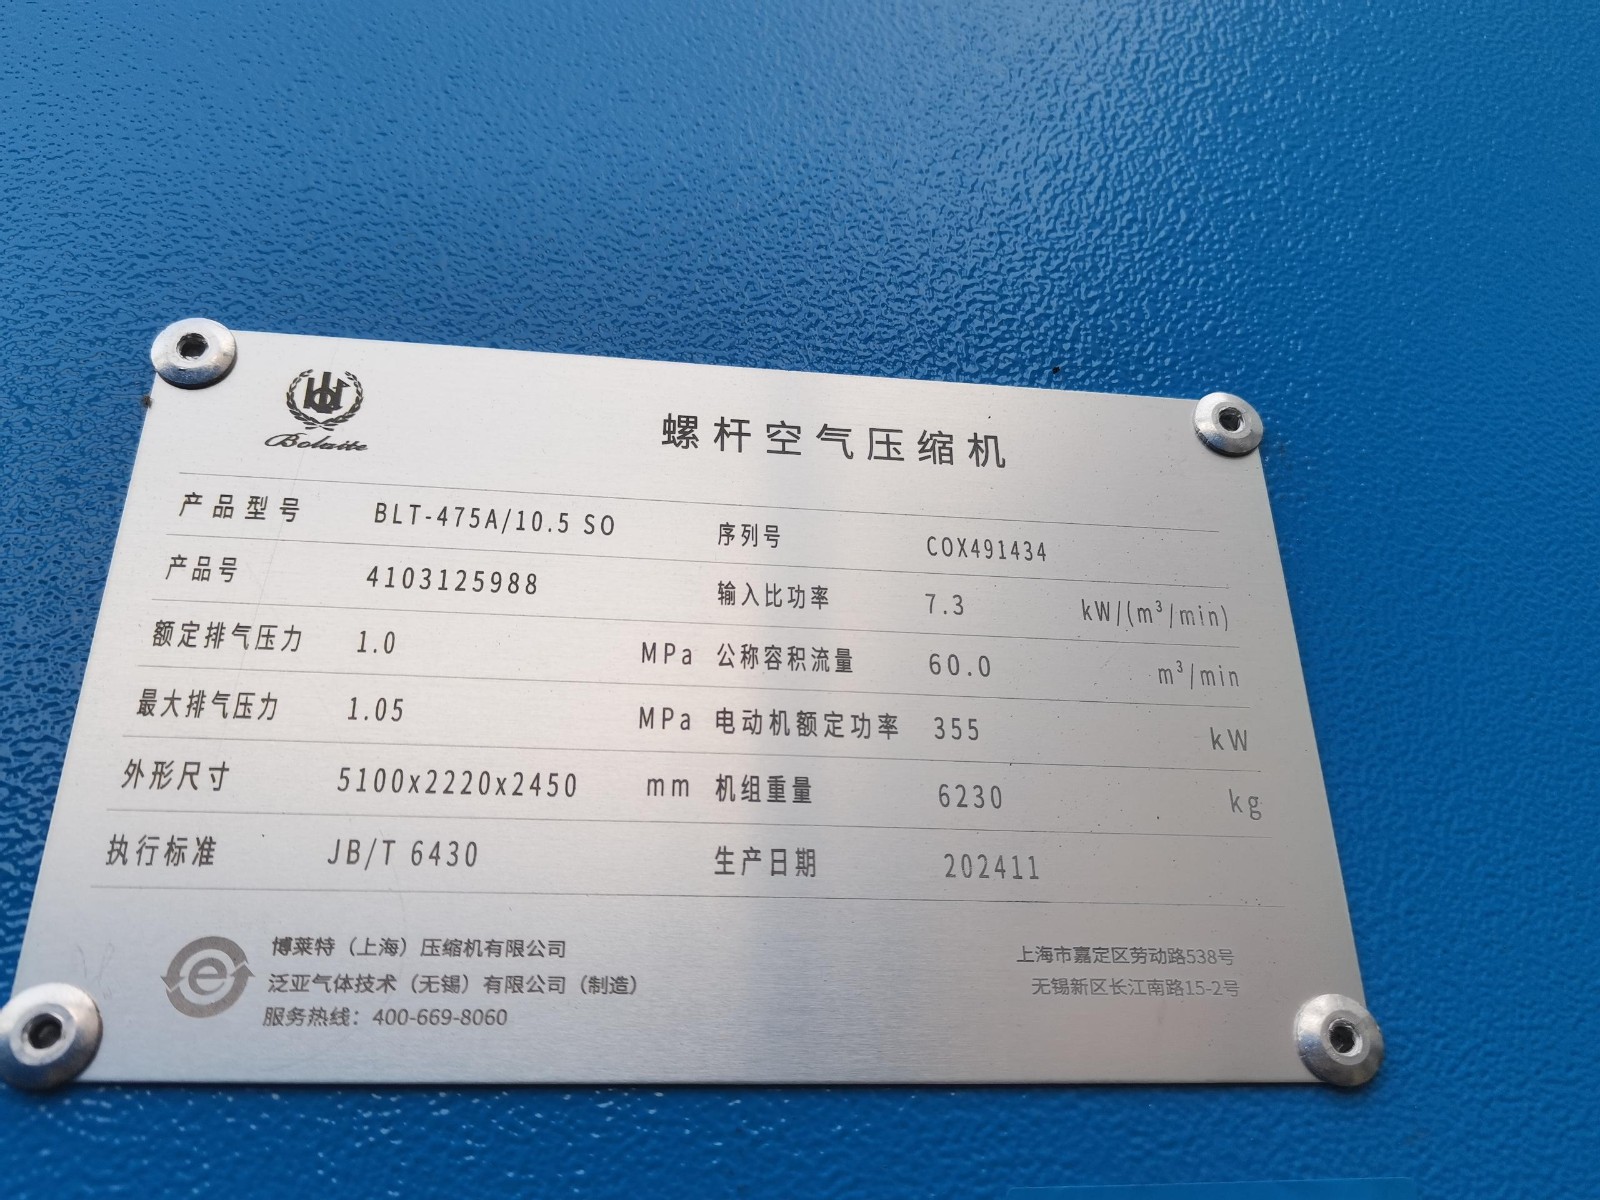 blt
Bolaite
螺杆空气压缩机
产品型号 BLT-475A/10.5 SO 序列号 COX491434
产品号 4103125988 输入比功率 7.3 kW/(m³/min)
额定排气压力 1.0 MPa 公称容积流量 60.0 m³/min
最大排气压力 1.05 MPa 电动机额定功率 355 kW
外形尺寸 5100x2220x2450 mm 机组重量 6230 kg
执行标准 JB/T 6430 生产日期 202411
e
博莱特（上海）压缩机有限公司 上海市嘉定区劳动路538号
泛亚气体技术（无锡）有限公司（制造） 无锡新区长江南路15-2号
服务热线：400-669-8060